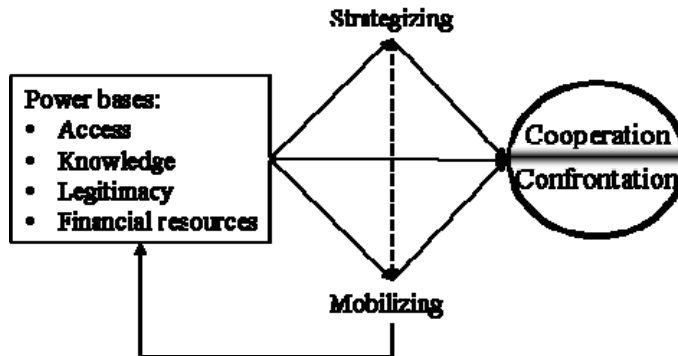 Strategizing
Power bases:
• Access
• Knowledge
• Legitimacy
• Financial resources
Cooperation
Confrontation
Mobilizing